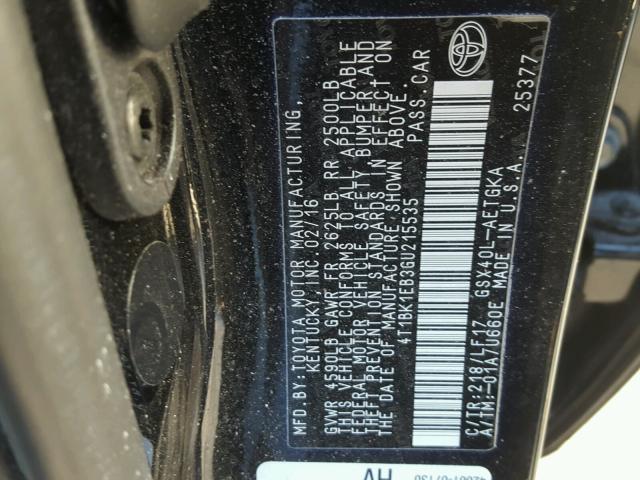 MFD.BY:TOYOTA MOTOR MANUFACTURING,
KENTUCKY, INC. 02/16
GVWR 4590LB GAWR FR 2625LB RR 2500LB
THIS VEHICLE CONFORMS TO ALL APPLICABLE
FEDERAL MOTOR VEHICLE SAFETY, BUMPER, AND
THEFT PREVENTION STANDARDS IN EFFECT ON
THE DATE OF MANUFACTURE SHOWN ABOVE.
4T1BK1EB3GU215535 PASS.CAR
C/TR:218/LF17 GSX40L-AETGKA
A/TM:-01A/U660E MADE IN U.S.A. 25377
AH